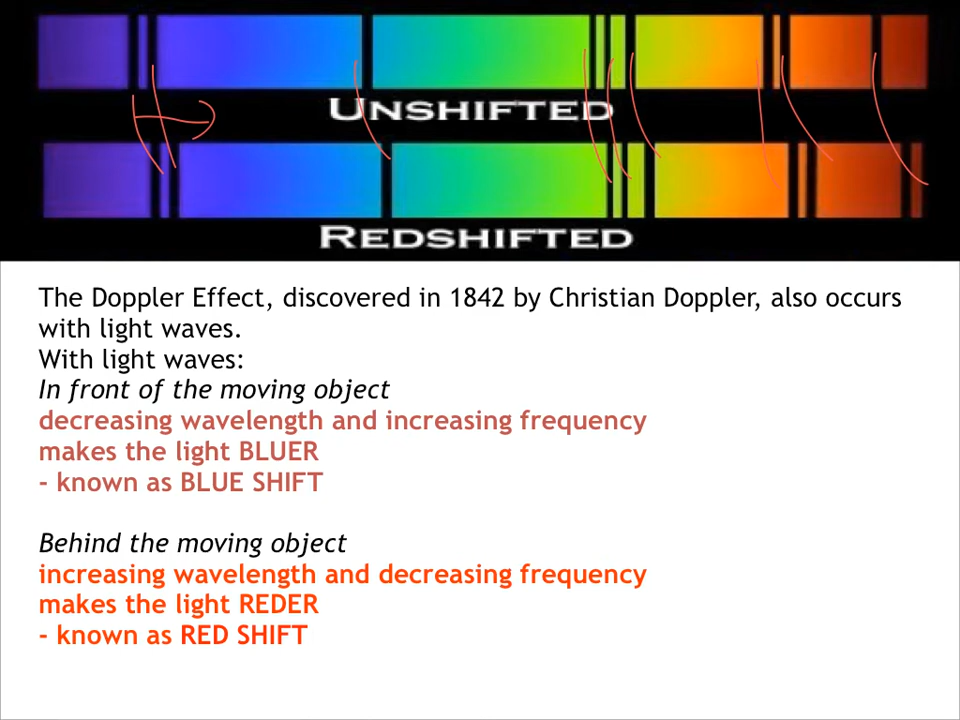 UNSHIFTED
REDSHIFTED
The Doppler Effect, discovered in 1842 by Christian Doppler, also occurs
with light waves.
With light waves:
In front of the moving object
decreasing wavelength and increasing frequency
makes the light BLUER
- known as BLUE SHIFT
Behind the moving object
increasing wavelength and decreasing frequency
makes the light REDER
- known as RED SHIFT